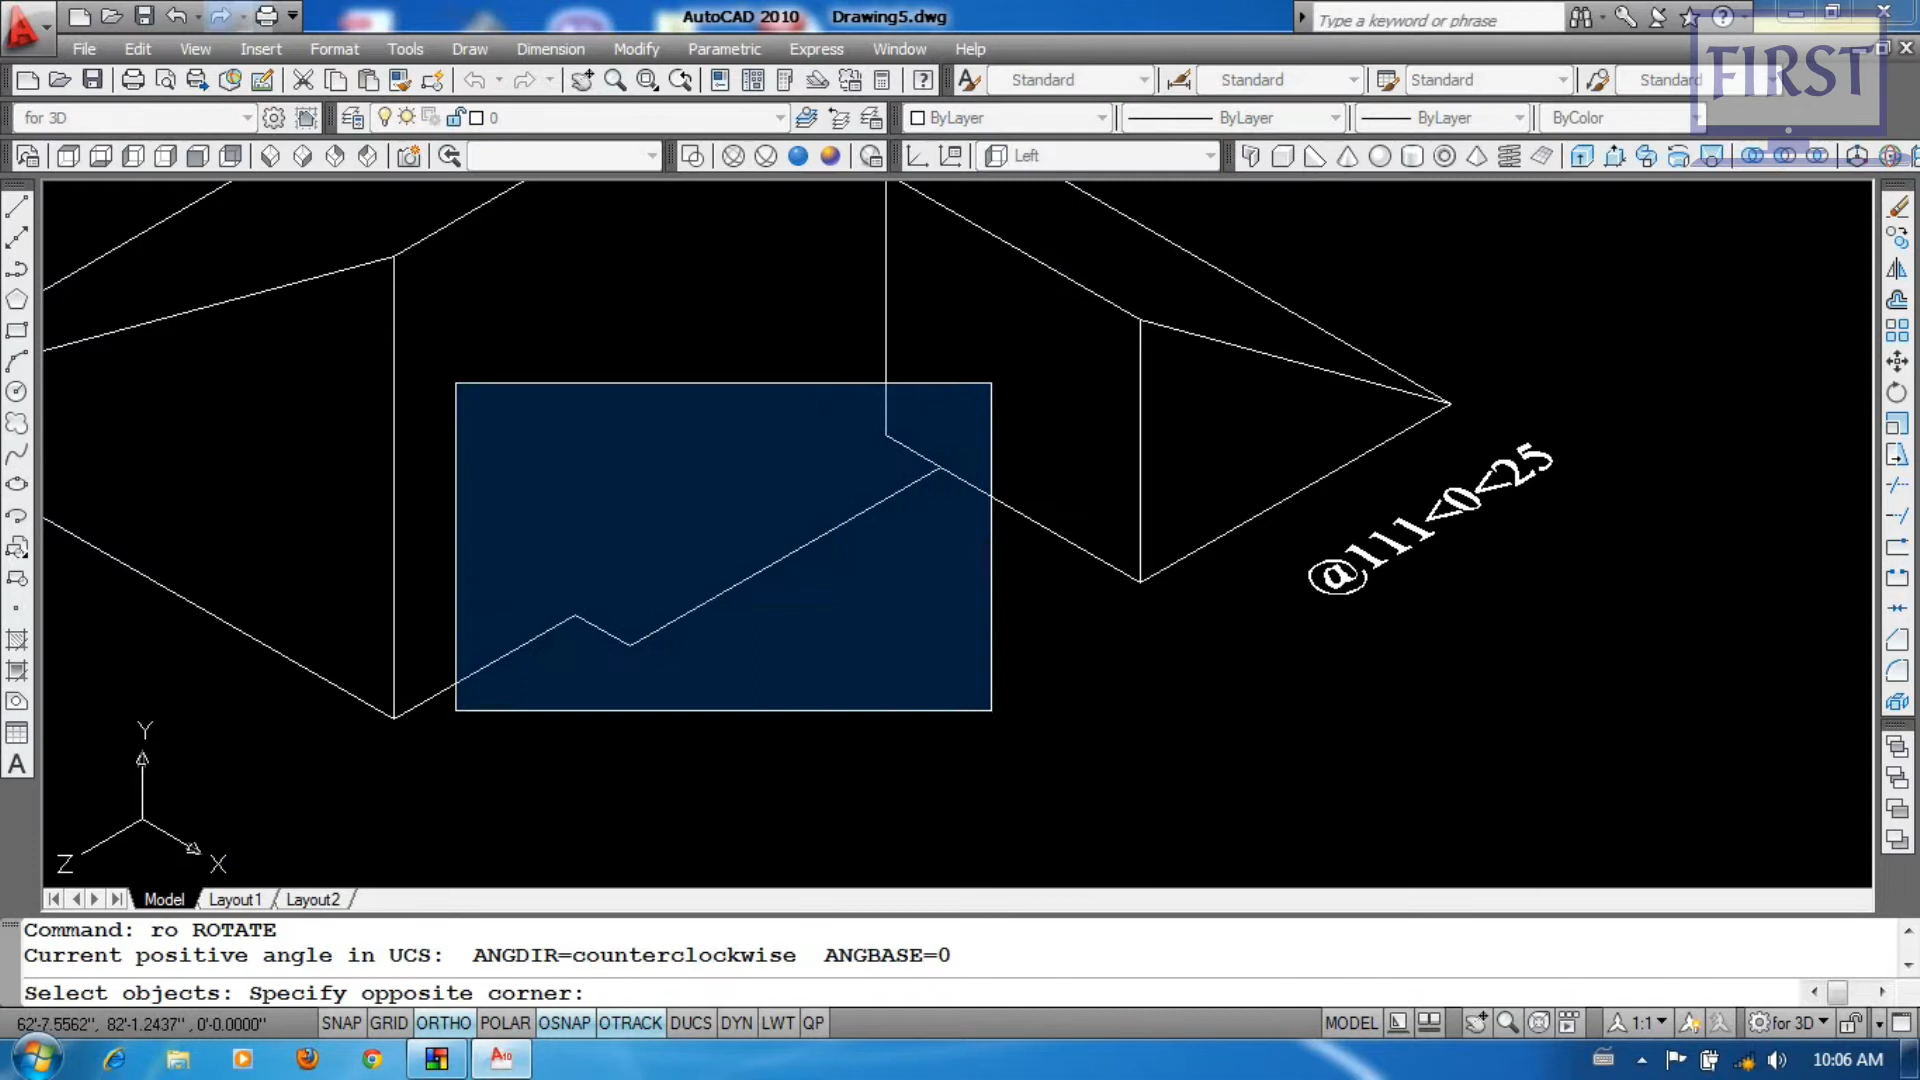 AutoCAD 2010 Drawing5.dwg
Type a keyword or phrase
FIRST
File Edit View Insert Format Tools Draw Dimension Modify Parametric Express Window Help
Standard Standard Standard Standard
for 3D 0 ByLayer ByLayer ByLayer ByColor
Left
@111<0<25
Y
Z X
Model Layout1 Layout2
Command: ro ROTATE
Current positive angle in UCS: ANGDIR=counterclockwise ANGBASE=0
Select objects: Specify opposite corner:
62'-7.5562", 82'-1.2437", 0'-0.0000" SNAP GRID ORTHO POLAR OSNAP OTRACK DUCS DYN LWT QP MODEL 1:1 for 3D
10:06 AM